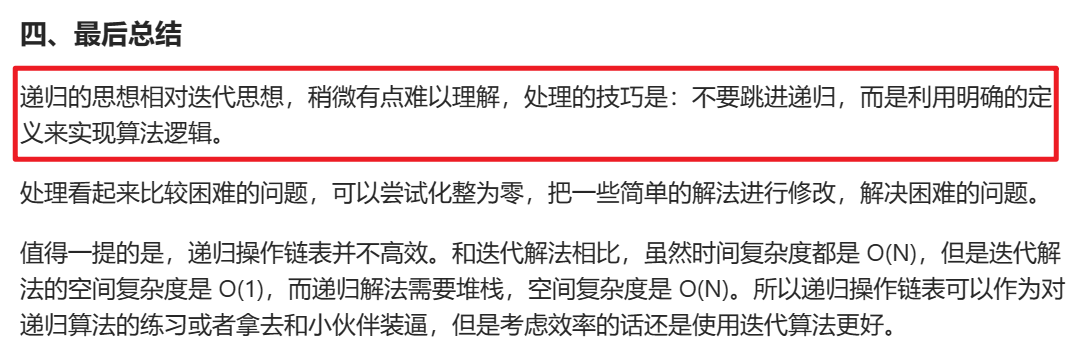 四、最后总结
递归的思想相对迭代思想，稍微有点难以理解，处理的技巧是：不要跳进递归，而是利用明确的定
义来实现算法逻辑。
处理看起来比较困难的问题，可以尝试化整为零，把一些简单的解法进行修改，解决困难的问题。
值得一提的是，递归操作链表并不高效。和迭代解法相比，虽然时间复杂度都是 O(N)，但是迭代解
法的空间复杂度是 O(1)，而递归解法需要堆栈，空间复杂度是 O(N)。所以递归操作链表可以作为对
递归算法的练习或者拿去和小伙伴装逼，但是考虑效率的话还是使用迭代算法更好。